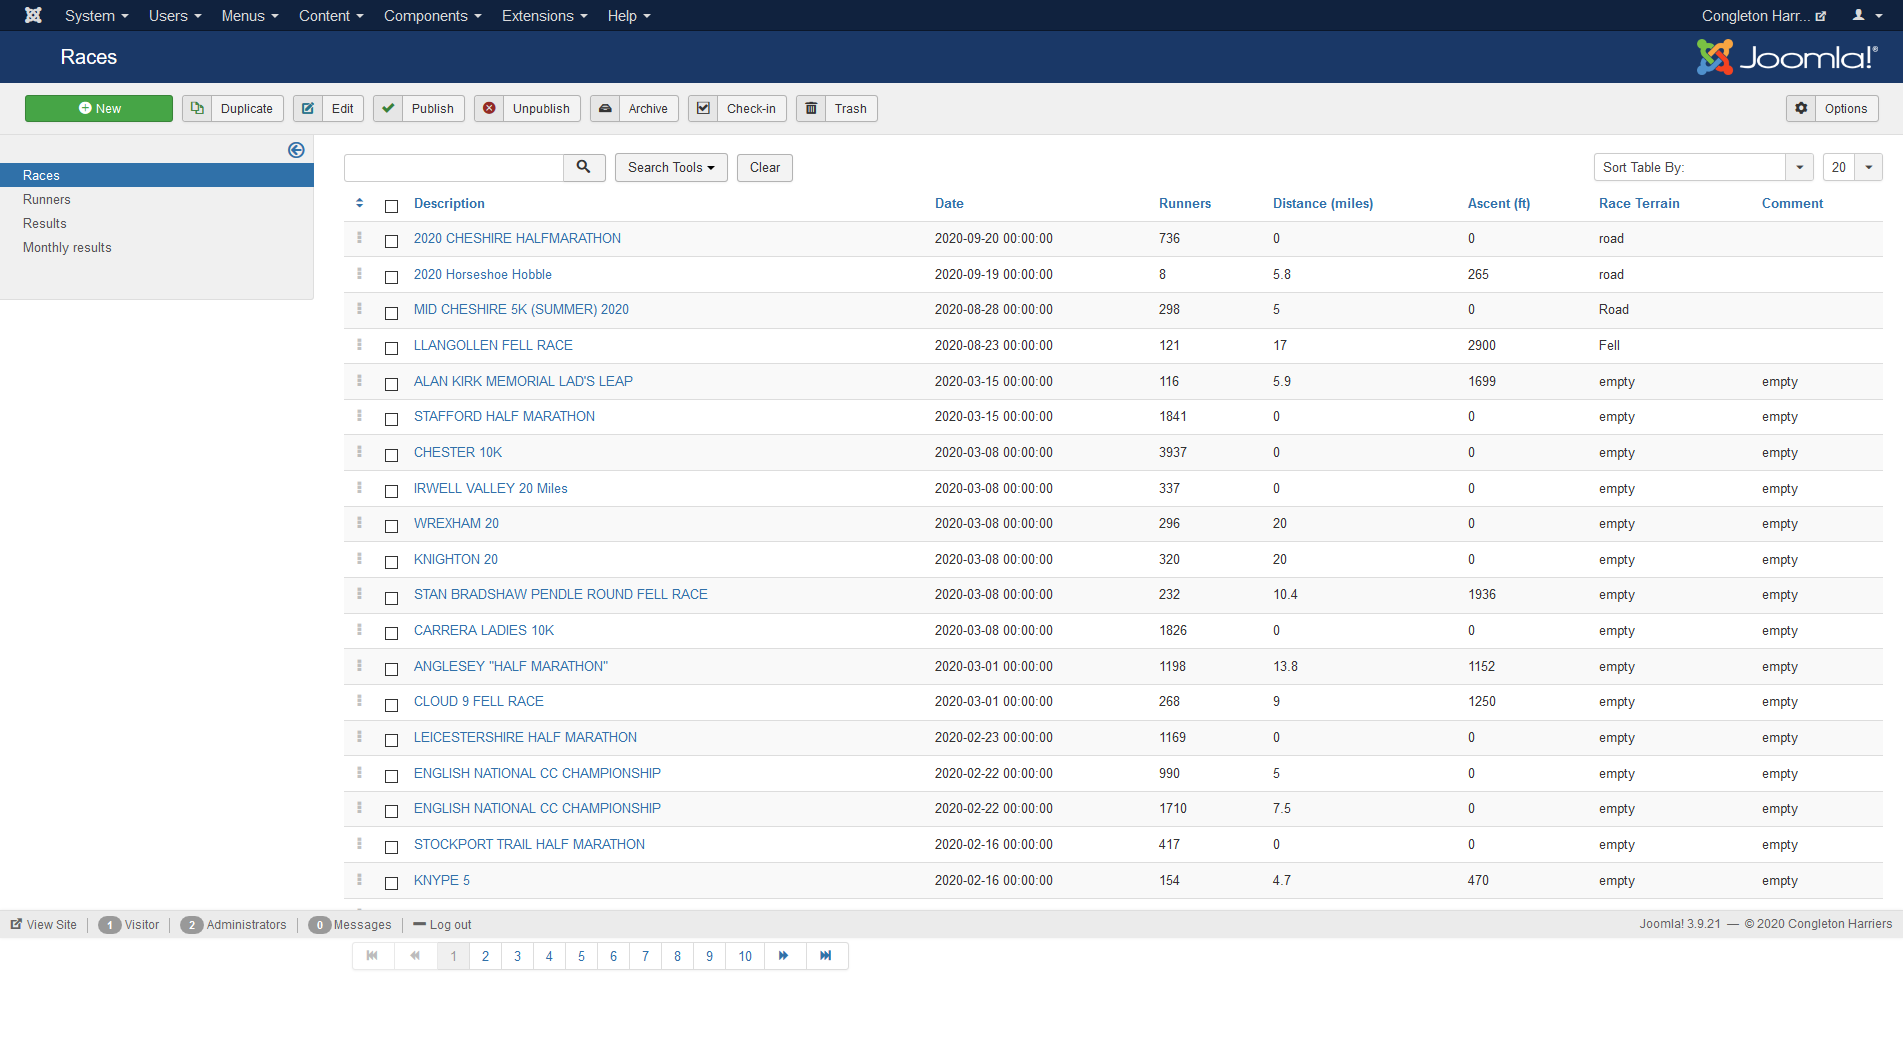 System Users Menus Content Components Extensions Help Congleton Harr...
Races Joomla!®
New Duplicate Edit Publish Unpublish Archive Check-in Trash Options
Races
Runners
Results
Monthly results
Search Tools Clear Sort Table By: 20
Description Date Runners Distance (miles) Ascent (ft) Race Terrain Comment
2020 CHESHIRE HALFMARATHON 2020-09-20 00:00:00 736 0 0 road
2020 Horseshoe Hobble 2020-09-19 00:00:00 8 5.8 265 road
MID CHESHIRE 5K (SUMMER) 2020 2020-08-28 00:00:00 298 5 0 Road
LLANGOLLEN FELL RACE 2020-08-23 00:00:00 121 17 2900 Fell
ALAN KIRK MEMORIAL LAD'S LEAP 2020-03-15 00:00:00 116 5.9 1699 empty empty
STAFFORD HALF MARATHON 2020-03-15 00:00:00 1841 0 0 empty empty
CHESTER 10K 2020-03-08 00:00:00 3937 0 0 empty empty
IRWELL VALLEY 20 Miles 2020-03-08 00:00:00 337 0 0 empty empty
WREXHAM 20 2020-03-08 00:00:00 296 20 0 empty empty
KNIGHTON 20 2020-03-08 00:00:00 320 20 0 empty empty
STAN BRADSHAW PENDLE ROUND FELL RACE 2020-03-08 00:00:00 232 10.4 1936 empty empty
CARRERA LADIES 10K 2020-03-08 00:00:00 1826 0 0 empty empty
ANGLESEY "HALF MARATHON" 2020-03-01 00:00:00 1198 13.8 1152 empty empty
CLOUD 9 FELL RACE 2020-03-01 00:00:00 268 9 1250 empty empty
LEICESTERSHIRE HALF MARATHON 2020-02-23 00:00:00 1169 0 0 empty empty
ENGLISH NATIONAL CC CHAMPIONSHIP 2020-02-22 00:00:00 990 5 0 empty empty
ENGLISH NATIONAL CC CHAMPIONSHIP 2020-02-22 00:00:00 1710 7.5 0 empty empty
STOCKPORT TRAIL HALF MARATHON 2020-02-16 00:00:00 417 0 0 empty empty
KNYPE 5 2020-02-16 00:00:00 154 4.7 470 empty empty
View Site 1 Visitor 2 Administrators 0 Messages Log out Joomla! 3.9.21 — © 2020 Congleton Harriers
1 2 3 4 5 6 7 8 9 10